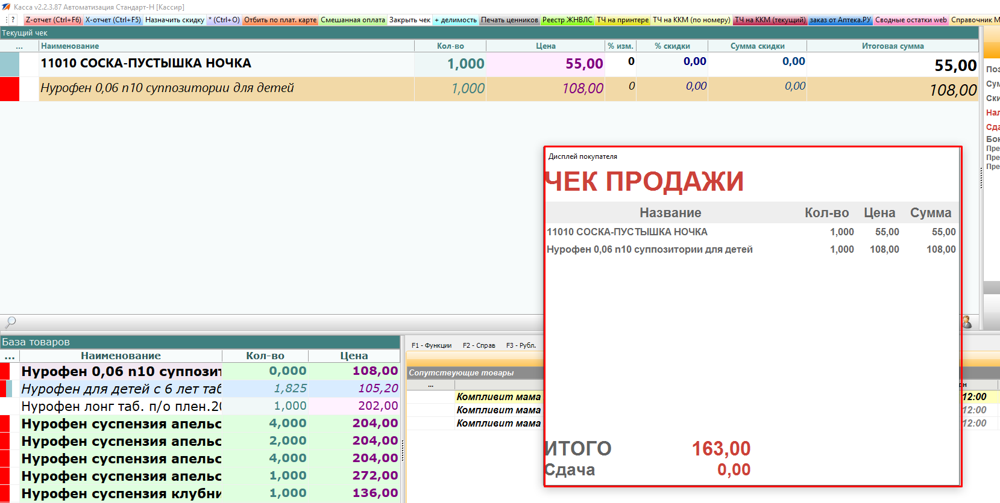 Касса v2.2.3.87 Автоматизация Стандарт-Н [Кассир]
? Z-отчет (Ctrl+F6) X-отчет (Ctrl+F5) Назначить скидку * (Ctrl+O) Отбить по плат. карте Смешанная оплата Закрыть чек + делимость Печать ценников Реестр ЖНВЛС ТЧ на принтере ТЧ на ККМ (по номеру) ТЧ на ККМ (текущий) заказ от Аптека.РУ Сводные остатки web Справочник М
Текущий чек
... Наименование Кол-во Цена % изм. % скидки Сумма скидки Итоговая сумма
11010 СОСКА-ПУСТЫШКА НОЧКА 1,000 55,00 0 0,00 0,00 55,00
Нурофен 0,06 n10 суппозитории для детей 1,000 108,00 0 0,00 0,00 108,00
Поз
Сум
Ски
Нал
Сда
Бон
Пре
Пре
Пре
Дисплей покупателя
ЧЕК ПРОДАЖИ
Название Кол-во Цена Сумма
11010 СОСКА-ПУСТЫШКА НОЧКА 1,000 55,00 55,00
Нурофен 0,06 n10 суппозитории для детей 1,000 108,00 108,00
ИТОГО 163,00
Сдача 0,00
База товаров
... Наименование Кол-во Цена
Нурофен 0,06 n10 суппозит 0,000 108,00
Нурофен для детей с 6 лет таб 1,825 105,20
Нурофен лонг таб. п/о плен.20 1,000 202,00
Нурофен суспензия апельс 4,000 204,00
Нурофен суспензия апельс 2,000 204,00
Нурофен суспензия апельс 4,000 204,00
Нурофен суспензия апельс 1,000 272,00
Нурофен суспензия клубни 1,000 136,00
F1 - Функции F2 - Справ F3 - Рубл.
Сопутствующие товары
...
Компливит мама 12:00
Компливит мама 12:00
Компливит мама 12:00